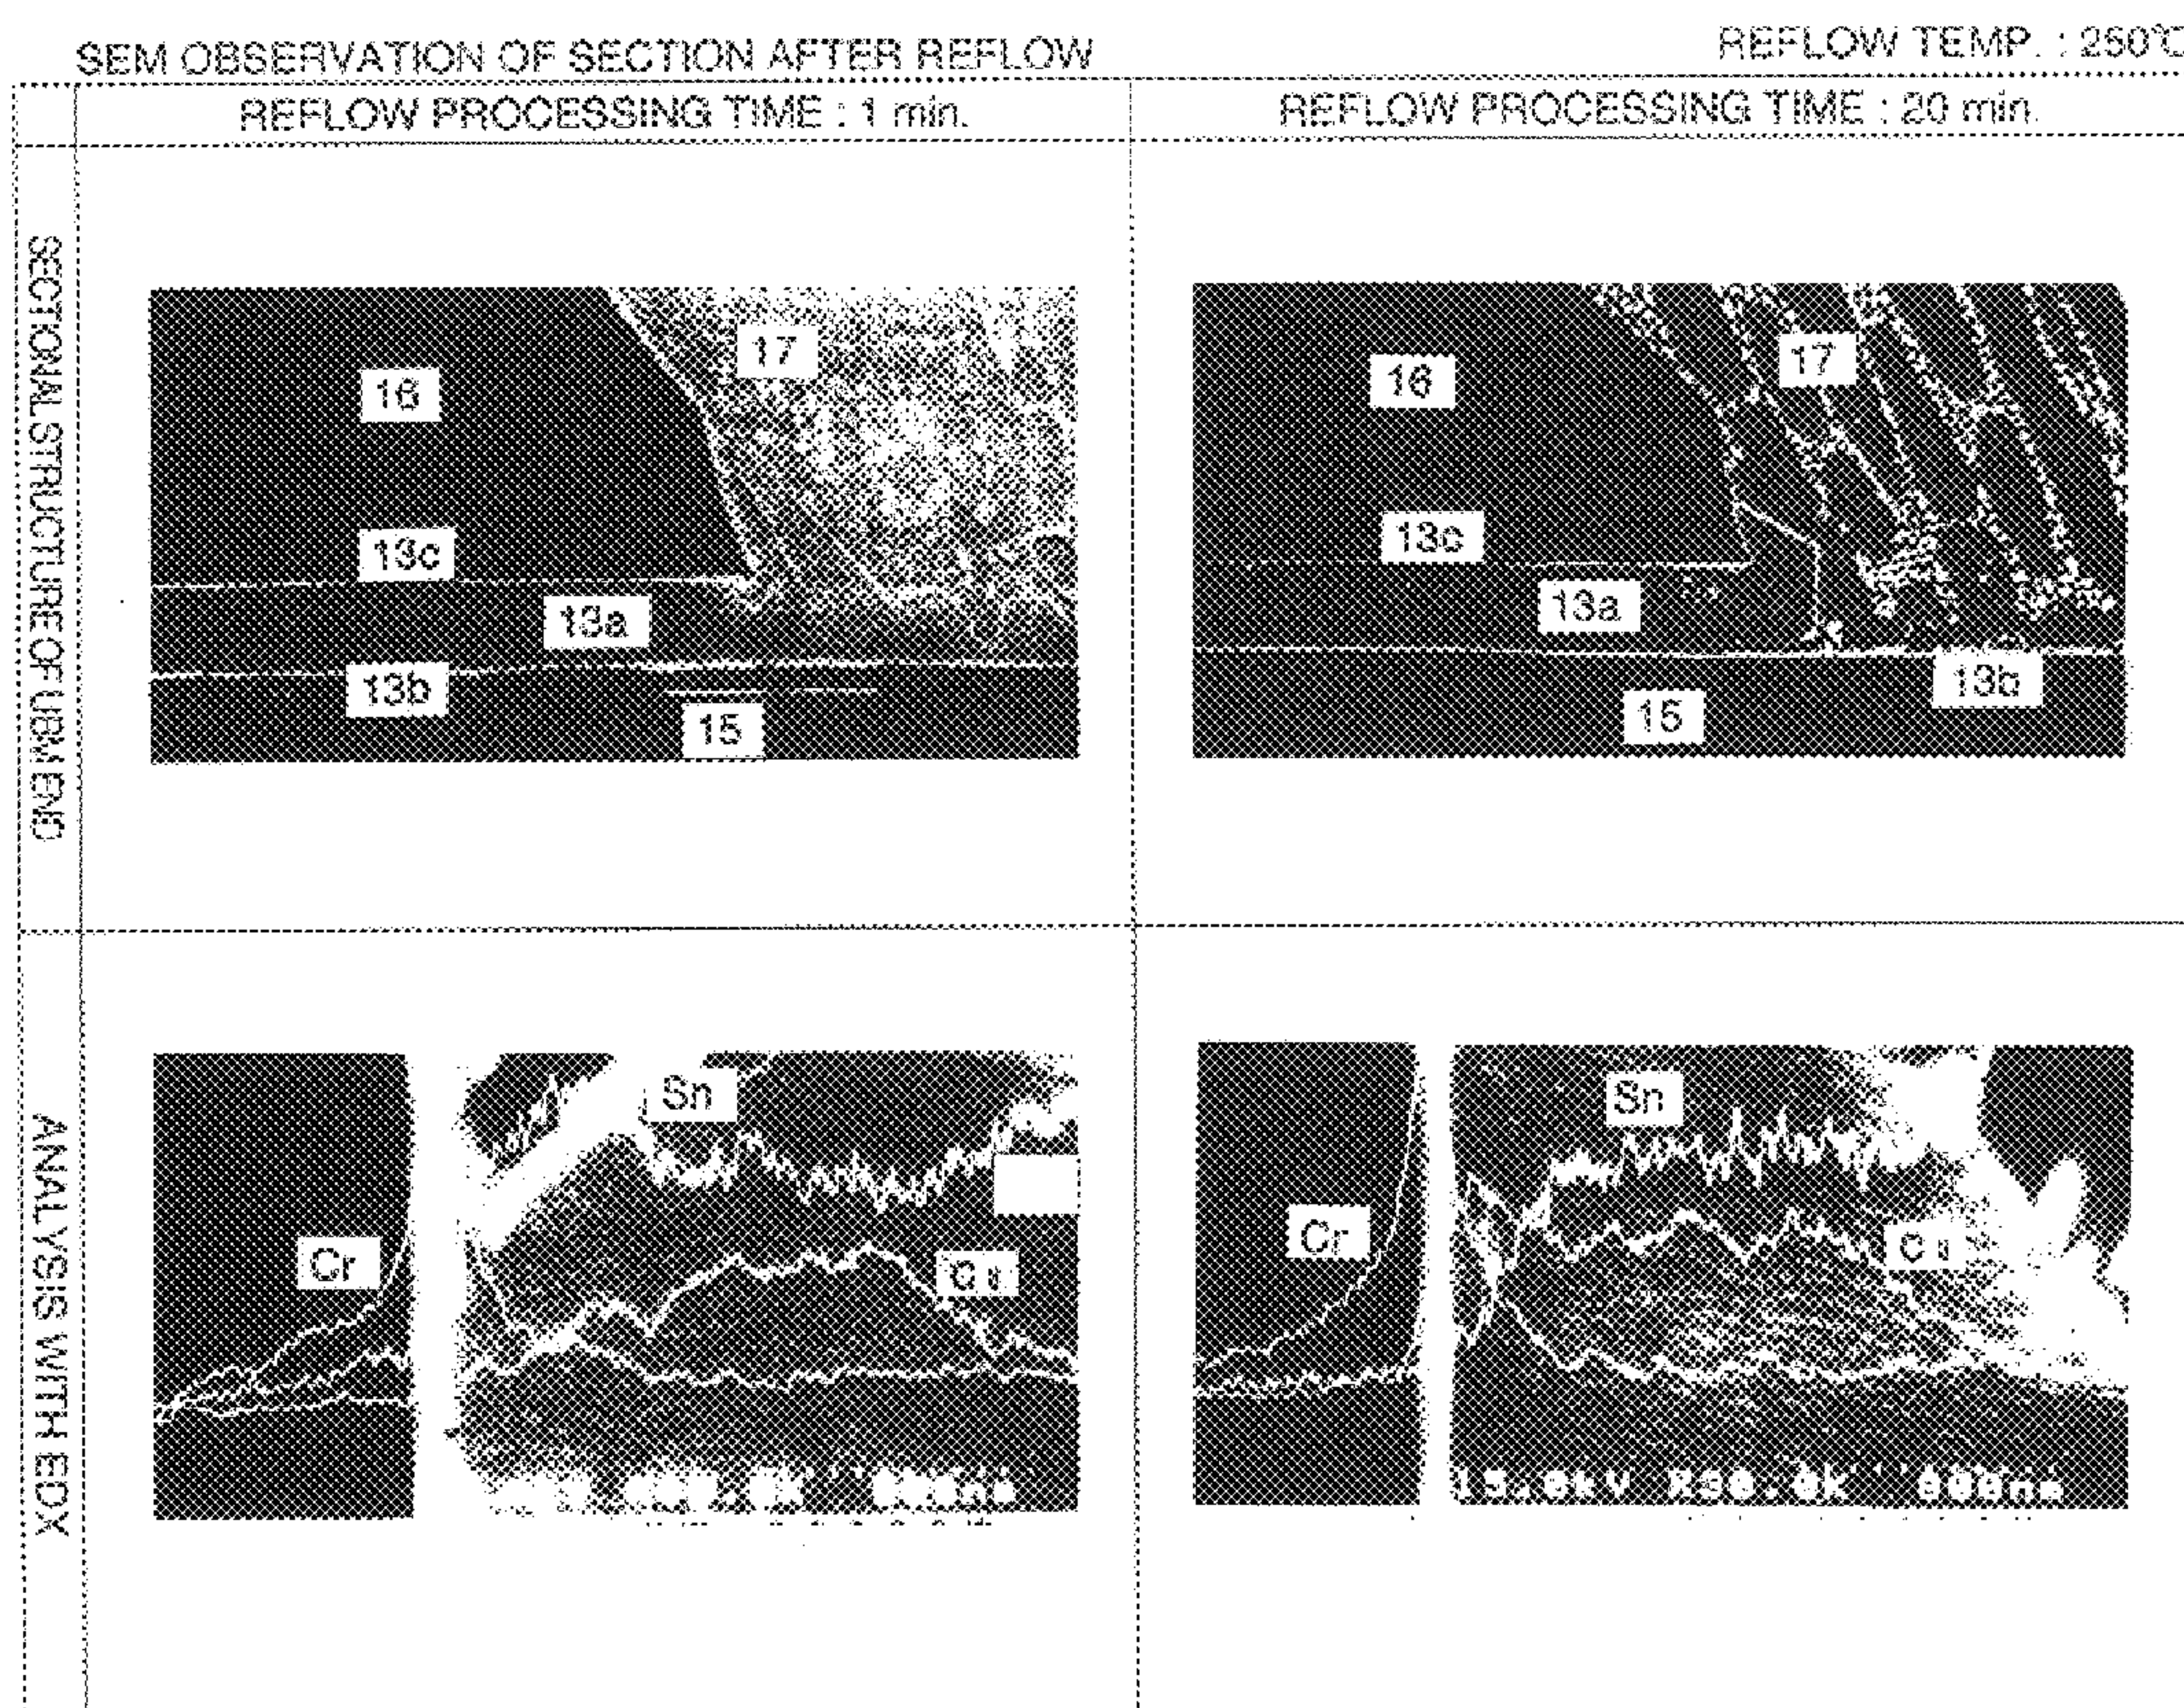 SEM OBSERVATION OF SECTION AFTER REFLOW
REFLOW TEMP. : 250℃
REFLOW PROCESSING TIME : 1 min.
REFLOW PROCESSING TIME : 20 min.
SECTIONAL STRUCTURE OF UBM END
16
17
13c
13a
13b
15
16
17
13c
13a
13b
15
ANALYSIS WITH EDX
Sn
Cr
Cu
Sn
Cr
Cu
15.0kV